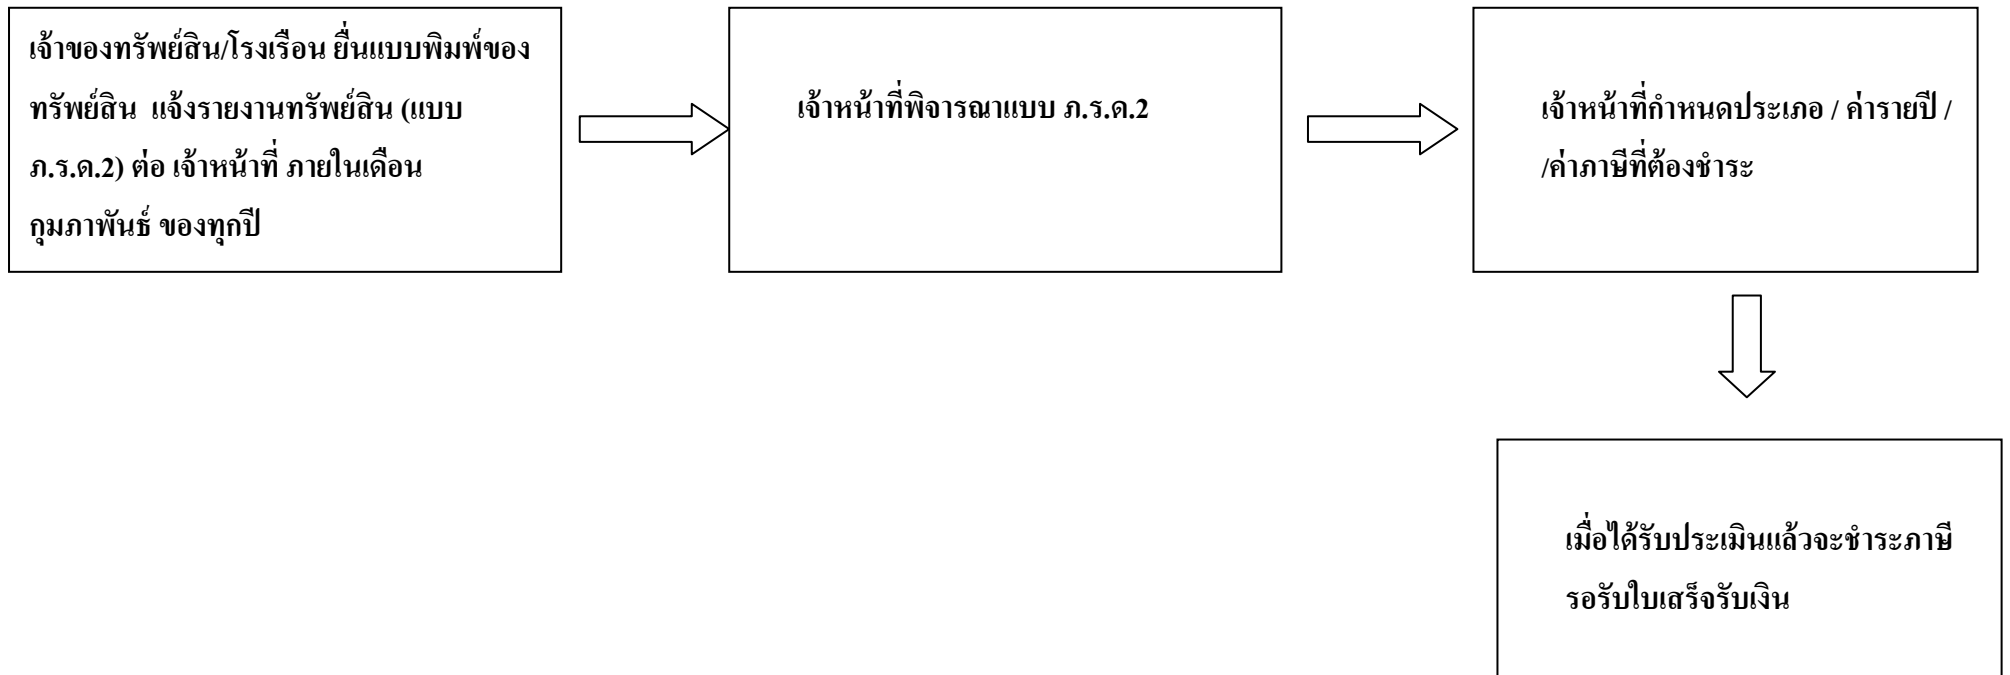 เจ้าของทรัพย์สิน/โรงเรือน ยื่นแบบพิมพ์ของ
ทรัพย์สิน แจ้งรายงานทรัพย์สิน (แบบ
ภ.ร.ด.2) ต่อ เจ้าหน้าที่ ภายในเดือน
กุมภาพันธ์ ของทุกปี
เจ้าหน้าที่พิจารณาแบบ ภ.ร.ด.2
เจ้าหน้าที่กำหนดประเภอ / ค่ารายปี /
/ค่าภาษีที่ต้องชำระ
เมื่อได้รับประเมินแล้วจะชำระภาษี
รอรับใบเสร็จรับเงิน